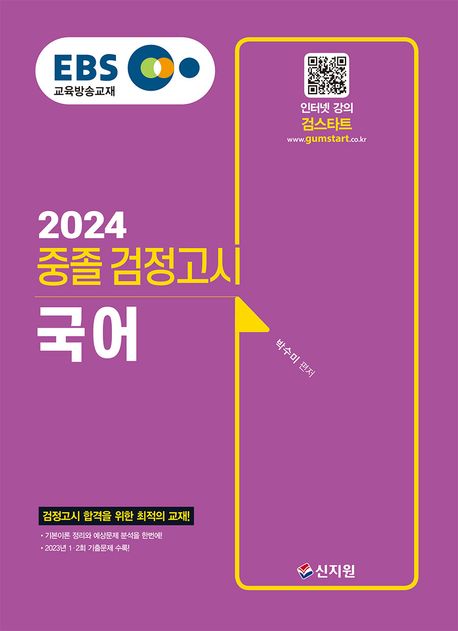 EBS
교육방송교재
인터넷 강의
검스타트
www.gumstart.co.kr
2024
중졸 검정고시
국어
박수미 편저
검정고시 합격을 위한 최적의 교재!
• 기본이론 정리와 예상문제 분석을 한번에!
• 2023년 1·2회 기출문제 수록!
신지원